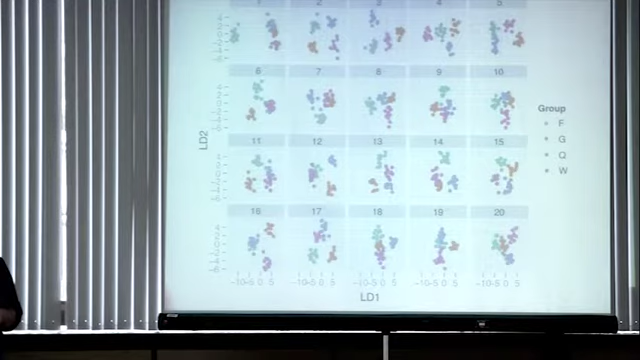 1 2 3 4 5
6 7 8 9 10
11 12 13 14 15
16 17 18 19 20
LD2
-10 -5 0 5 -10 -5 0 5 -10 -5 0 5 -10 -5 0 5 -10 -5 0 5
LD1
Group
F
G
Q
W